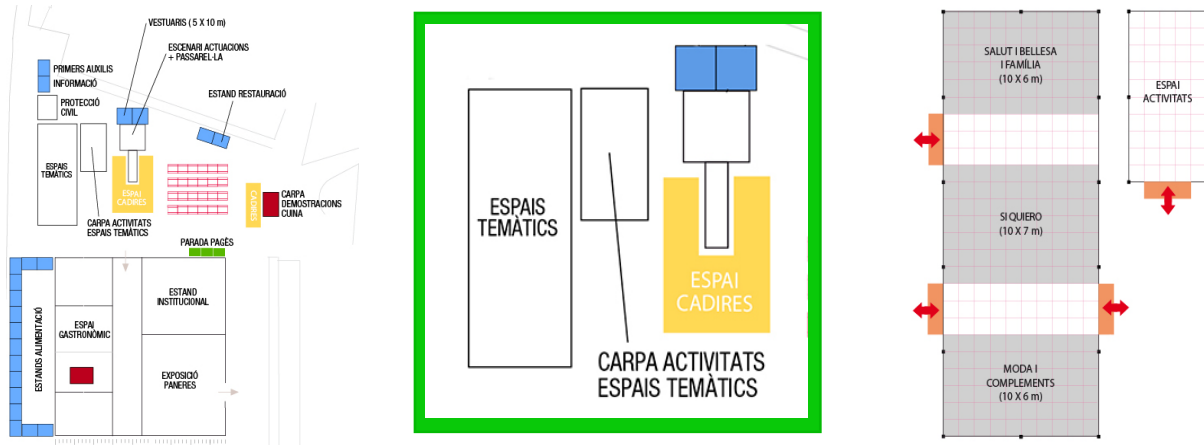 VESTUARIS ( 5 X 10 m)
ESCENARI ACTUACIONS
+ PASSAREL·LA
PRIMERS AUXILIS
INFORMACIÓ
PROTECCIÓ
CIVIL
ESTAND RESTAURACIÓ
ESPAIS
TEMÀTICS
ESPAI
CADIRES
CADIRES
CARPA
DEMOSTRACIONS
CUINA
CARPA ACTIVITATS
ESPAIS TEMÀTICS
PARADA PAGÈS
ESTANDS ALIMENTACIÓ
ESPAI
GASTRONÒMIC
ESTAND
INSTITUCIONAL
EXPOSICIÓ
PANERES
ESPAIS
TEMÀTICS
ESPAI
CADIRES
CARPA ACTIVITATS
ESPAIS TEMÀTICS
SALUT I BELLESA
I FAMÍLIA
(10 X 6 m)
ESPAI
ACTIVITATS
SI QUIERO
(10 X 7 m)
MODA I
COMPLEMENTS
(10 X 6 m)